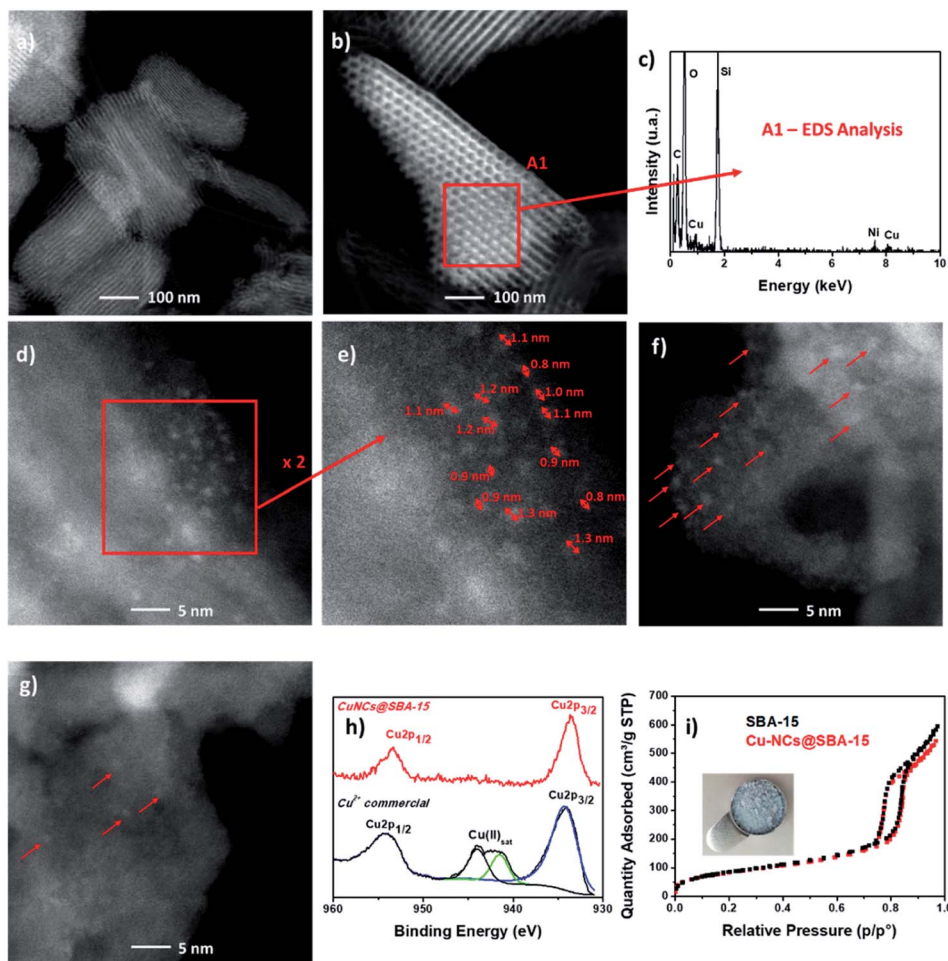 a)
100 nm
b)
A1
100 nm
c)
O
Si
C
Cu
Ni
Cu
A1 – EDS Analysis
Intensity (u.a.)
0 2 4 6 8 10
Energy (keV)
d)
x 2
5 nm
e)
1.1 nm
0.8 nm
1.2 nm
1.0 nm
1.1 nm
1.1 nm
1.2 nm
0.9 nm
0.9 nm
0.9 nm
0.8 nm
1.3 nm
1.3 nm
f)
5 nm
g)
5 nm
h)
CuNCs@SBA-15
Cu2p3/2
Cu2p1/2
Cu2+ commercial
Cu2p3/2
Cu2p1/2
Cu(II)sat
960 950 940 930
Binding Energy (eV)
i)
SBA-15
Cu-NCs@SBA-15
Quantity Adsorbed (cm³/g STP)
700
600
500
400
300
200
100
0
0.0 0.2 0.4 0.6 0.8 1.0
Relative Pressure (p/p°)